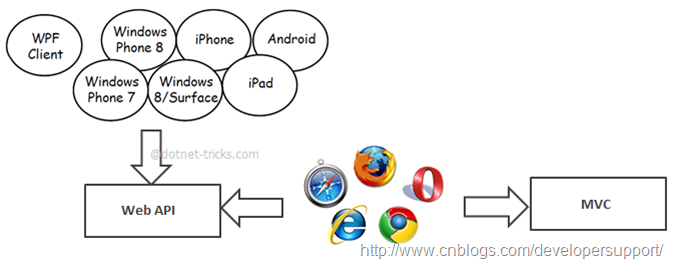 WPF
Client
Windows
Phone 8
iPhone
Android
Windows
Phone 7
Windows
8/Surface
iPad
@dotnet-tricks.com
Web API
MVC
http://www.cnblogs.com/developersupport/